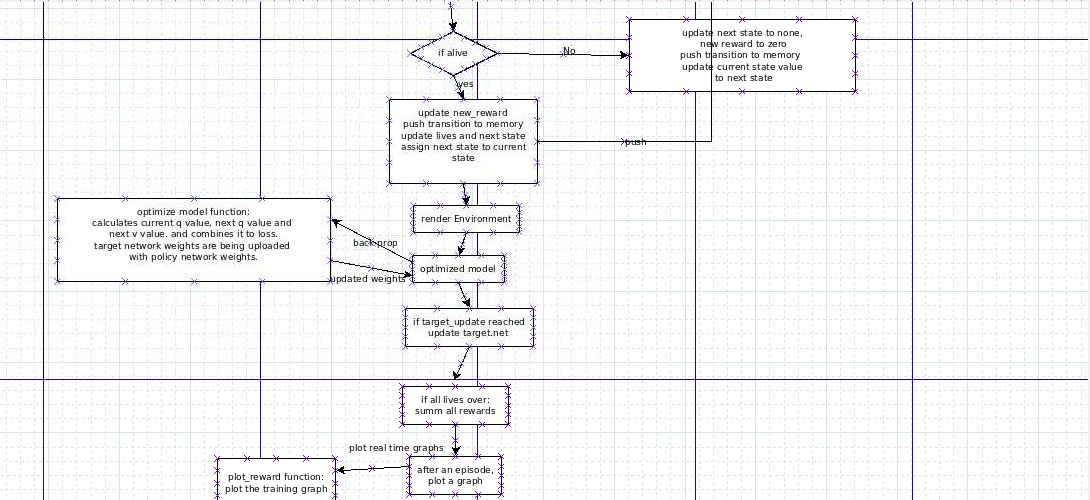 if alive
No
update next state to none,
new reward to zero
push transition to memory
update current state value
to next state
yes
update new_reward
push transition to memory
update lives and next state
assign next state to current
state
push
render Environment
optimize model function:
calculates current q value, next q value and
next v value. and combines it to loss.
target network weights are being uploaded
with policy network weights.
back prop
optimized model
updated weights
if target_update reached
update target.net
if all lives over:
summ all rewards
plot real time graphs
after an episode,
plot a graph
plot_reward function:
plot the training graph